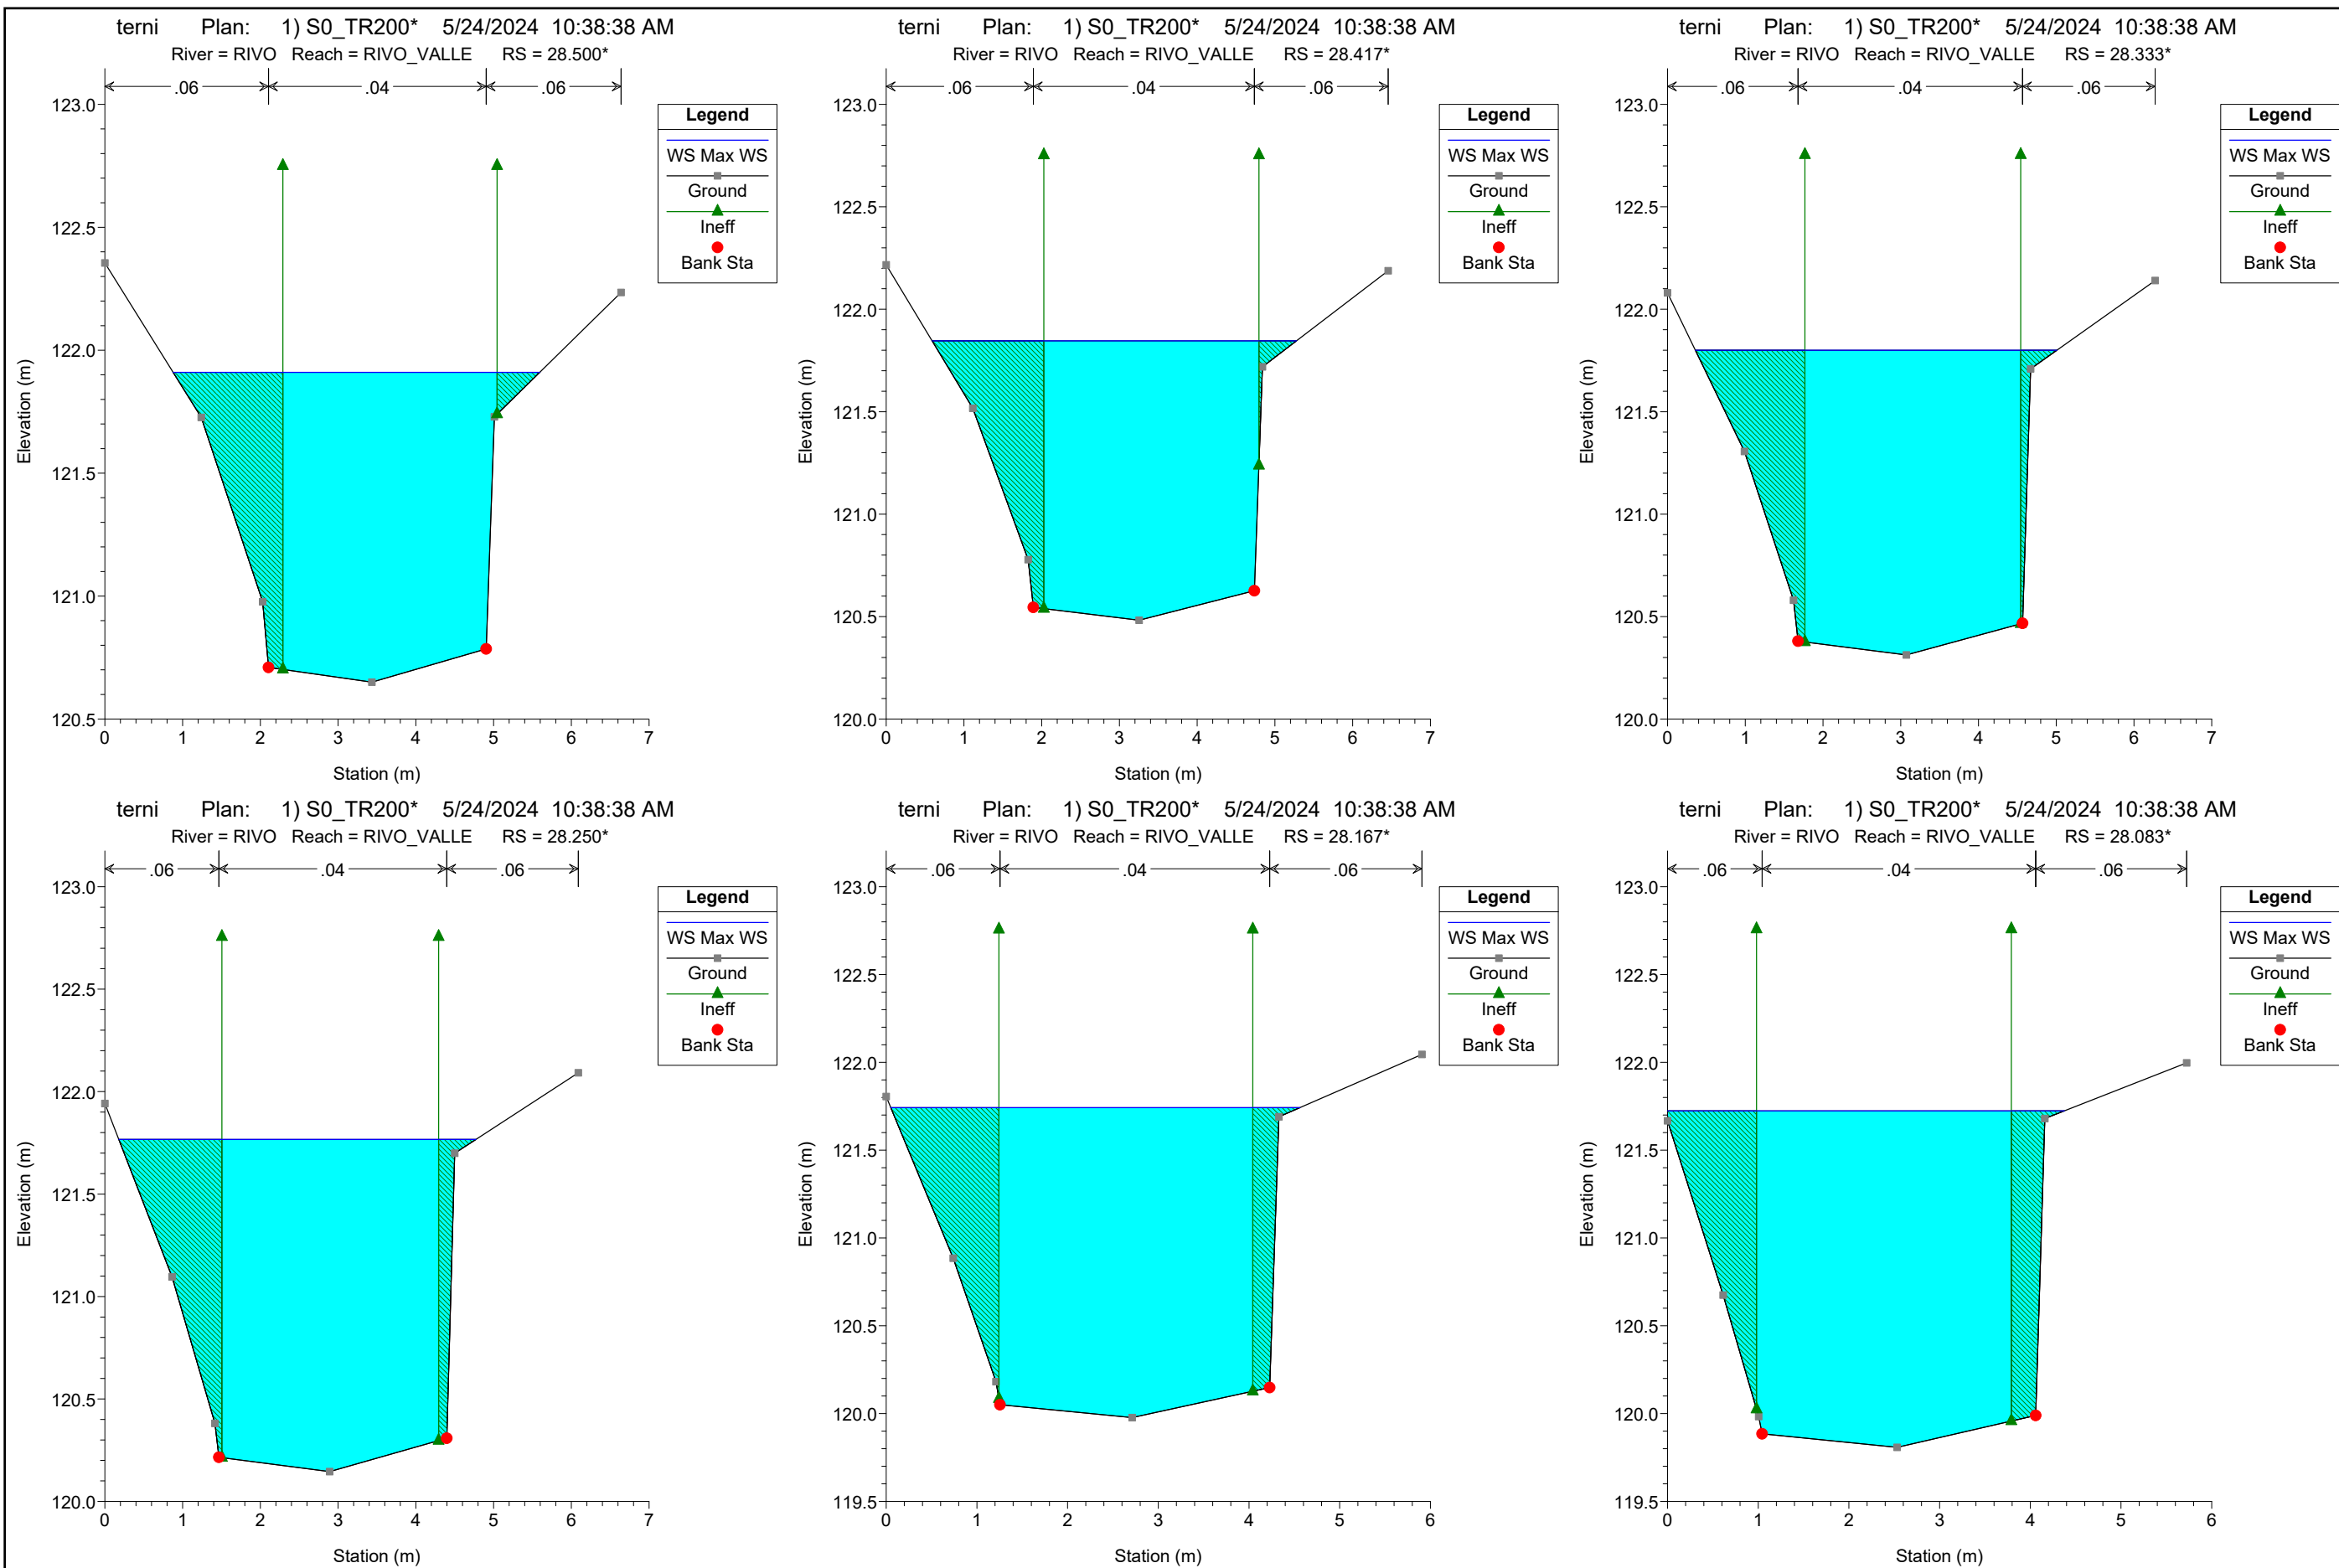 terni Plan: 1) S0_TR200* 5/24/2024 10:38:38 AM
River = RIVO Reach = RIVO_VALLE RS = 28.500*
.06 .04 .06
123.0
122.5
122.0
121.5
121.0
120.5
Elevation (m)
0 1 2 3 4 5 6 7
Station (m)
Legend
WS Max WS
Ground
Ineff
Bank Sta
terni Plan: 1) S0_TR200* 5/24/2024 10:38:38 AM
River = RIVO Reach = RIVO_VALLE RS = 28.417*
.06 .04 .06
123.0
122.5
122.0
121.5
121.0
120.5
120.0
Elevation (m)
0 1 2 3 4 5 6 7
Station (m)
Legend
WS Max WS
Ground
Ineff
Bank Sta
terni Plan: 1) S0_TR200* 5/24/2024 10:38:38 AM
River = RIVO Reach = RIVO_VALLE RS = 28.333*
.06 .04 .06
123.0
122.5
122.0
121.5
121.0
120.5
120.0
Elevation (m)
0 1 2 3 4 5 6 7
Station (m)
Legend
WS Max WS
Ground
Ineff
Bank Sta
terni Plan: 1) S0_TR200* 5/24/2024 10:38:38 AM
River = RIVO Reach = RIVO_VALLE RS = 28.250*
.06 .04 .06
123.0
122.5
122.0
121.5
121.0
120.5
120.0
Elevation (m)
0 1 2 3 4 5 6 7
Station (m)
Legend
WS Max WS
Ground
Ineff
Bank Sta
terni Plan: 1) S0_TR200* 5/24/2024 10:38:38 AM
River = RIVO Reach = RIVO_VALLE RS = 28.167*
.06 .04 .06
123.0
122.5
122.0
121.5
121.0
120.5
120.0
119.5
Elevation (m)
0 1 2 3 4 5 6
Station (m)
Legend
WS Max WS
Ground
Ineff
Bank Sta
terni Plan: 1) S0_TR200* 5/24/2024 10:38:38 AM
River = RIVO Reach = RIVO_VALLE RS = 28.083*
.06 .04 .06
123.0
122.5
122.0
121.5
121.0
120.5
120.0
119.5
Elevation (m)
0 1 2 3 4 5 6
Station (m)
Legend
WS Max WS
Ground
Ineff
Bank Sta